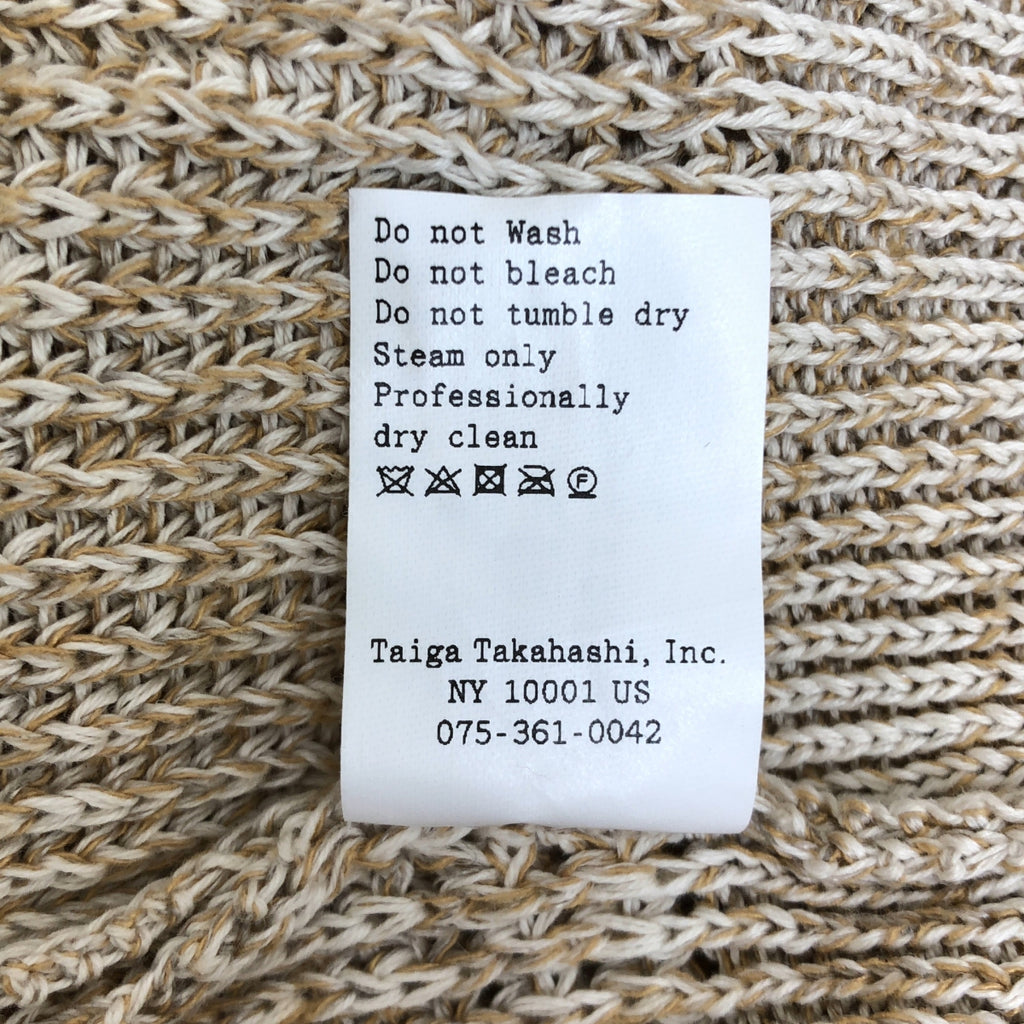 Do not Wash
Do not bleach
Do not tumble dry
Steam only
Professionally
dry clean
F
Taiga Takahashi, Inc.
NY 10001 US
075-361-0042